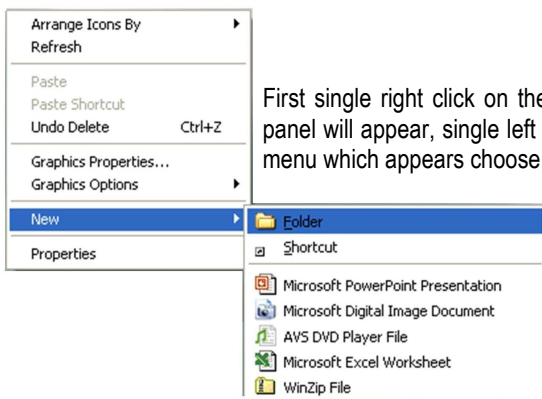 Arrange Icons By
Refresh
Paste
Paste Shortcut
Undo Delete Ctrl+Z
Graphics Properties...
Graphics Options
New
Properties
First single right click on the
panel will appear, single left
menu which appears choose
Folder
Shortcut
Microsoft PowerPoint Presentation
Microsoft Digital Image Document
AVS DVD Player File
Microsoft Excel Worksheet
WinZip File